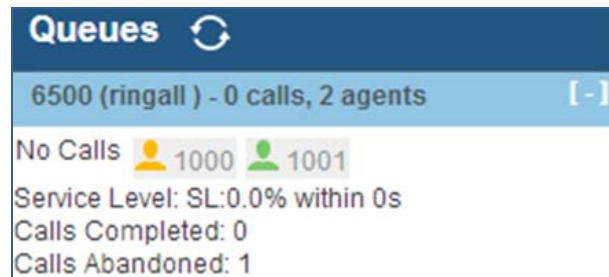 Queues
6500 (ringall ) - 0 calls, 2 agents [ - ]
No Calls 1000 1001
Service Level: SL:0.0% within 0s
Calls Completed: 0
Calls Abandoned: 1